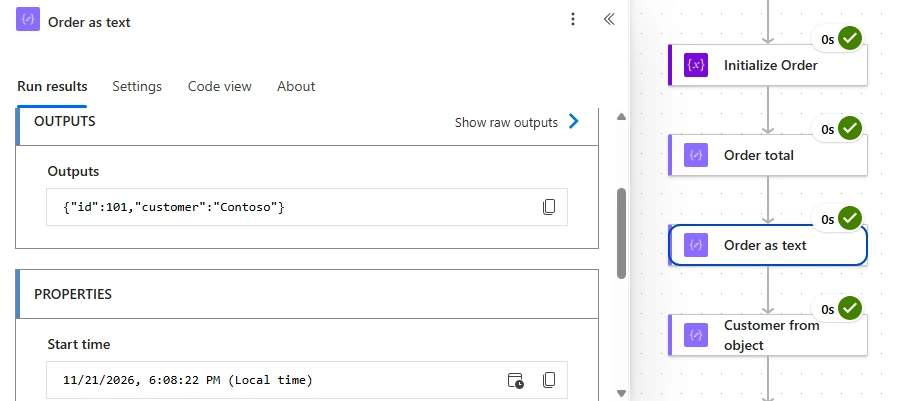 Order as text
Run results Settings Code view About
OUTPUTS
Show raw outputs
Outputs
{"id":101,"customer":"Contoso"}
PROPERTIES
Start time
11/21/2026, 6:08:22 PM (Local time)
0s
{x} Initialize Order
0s
Order total
0s
Order as text
0s
Customer from
object